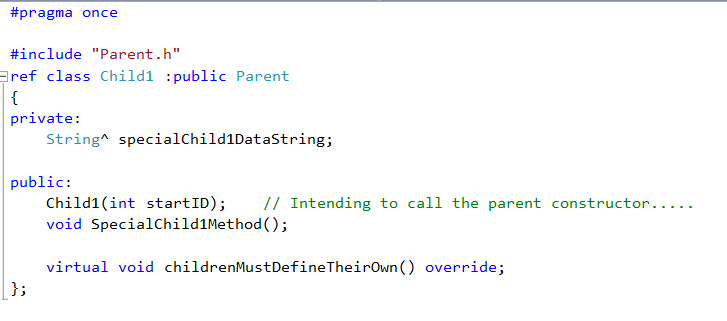 #pragma once
#include "Parent.h"
ref class Child1 :public Parent
{
private:
    String^ specialChild1DataString;
public:
    Child1(int startID);    // Intending to call the parent constructor.....
    void SpecialChild1Method();
    virtual void childrenMustDefineTheirOwn() override;
};